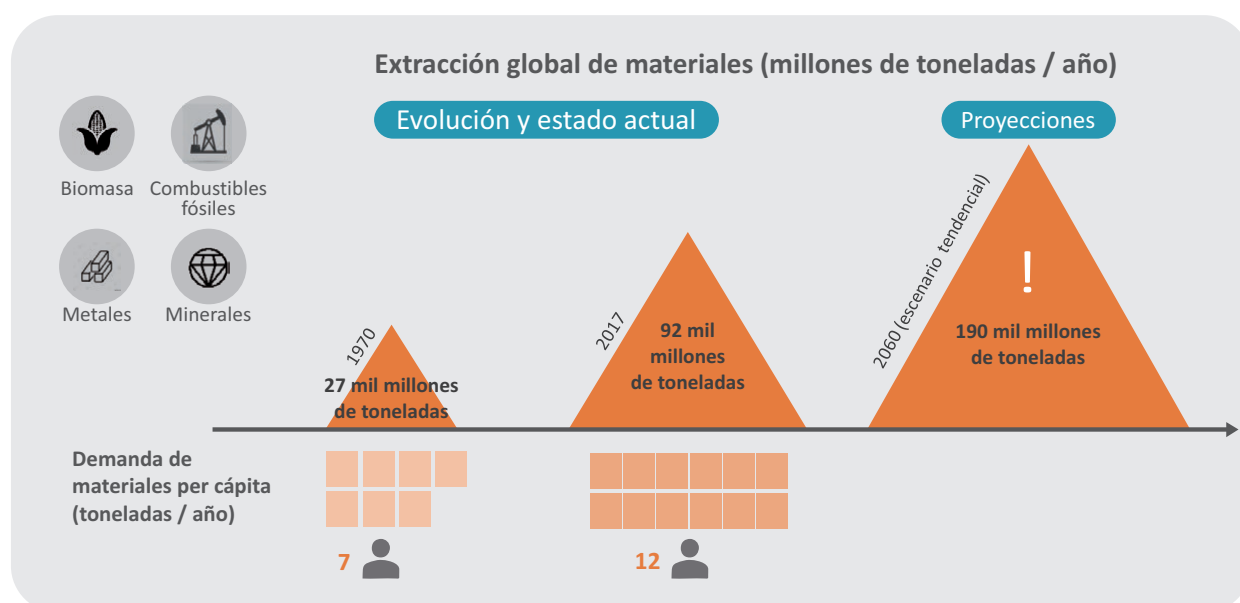 Extracción global de materiales (millones de toneladas / año)
Evolución y estado actual
Proyecciones
Biomasa
Combustibles
fósiles
Metales
Minerales
1970
27 mil millones
de toneladas
2017
92 mil
millones
de toneladas
2060 (escenario tendencial)
!
190 mil millones
de toneladas
Demanda de
materiales per cápita
(toneladas / año)
7
12